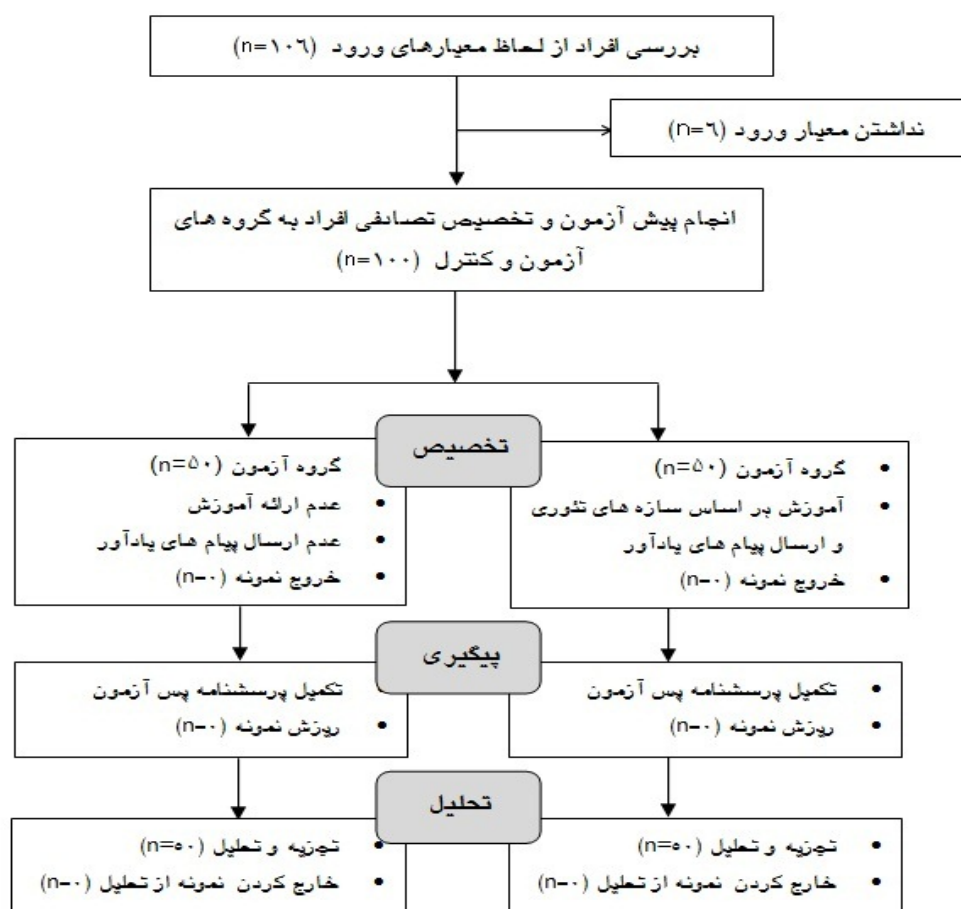 بررسی افراد از لحاظ معیارهای ورود (n=۱۰۶)
نداشتن معیار ورود (n=۶)
انجام پیش آزمون و تخصیص تصادفی افراد به گروه های
آزمون و کنترل (n=۱۰۰)
تخصیص
• گروه آزمون (n=۵۰)
• آموزش بر اساس سازه های تئوری
و ارسال پیام های یادآور
• خروج نمونه (n=۰)
گروه آزمون (n=۵۰)
• عدم ارائه آموزش
• عدم ارسال پیام های یادآور
• خروج نمونه (n=۰)
پیگیری
• تکمیل پرسشنامه پس آزمون
• ریزش نمونه (n=۰)
تکمیل پرسشنامه پس آزمون
• ریزش نمونه (n=۰)
تحلیل
• تجزیه و تحلیل (n=۵۰)
• خارج کردن نمونه از تحلیل (n=۰)
تجزیه و تحلیل (n=۵۰)
• خارج کردن نمونه از تحلیل (n=۰)